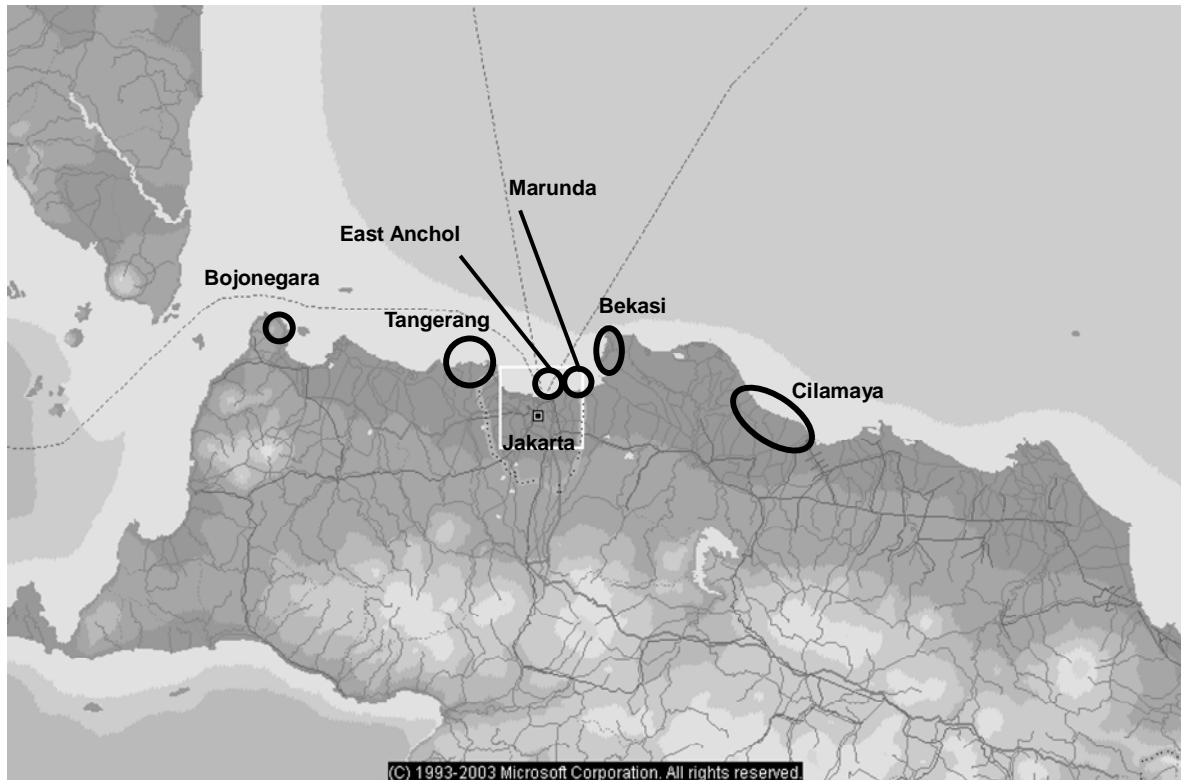 Marunda
East Anchol
Bojonegara
Bekasi
Tangerang
Cilamaya
Jakarta
(C) 1993-2003 Microsoft Corporation. All rights reserved.